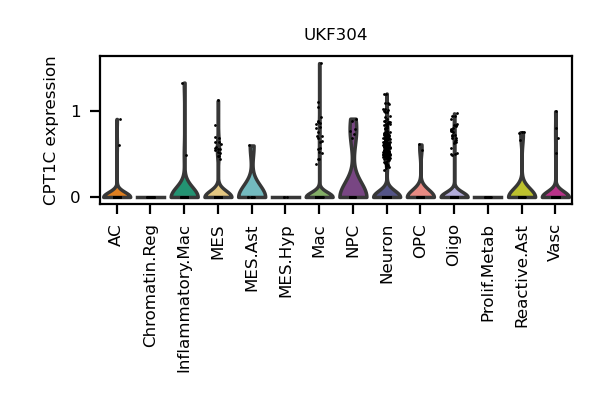 UKF304
CPT1C expression
1
0
AC
Chromatin.Reg
Inflammatory.Mac
MES
MES.Ast
MES.Hyp
Mac
NPC
Neuron
OPC
Oligo
Prolif.Metab
Reactive.Ast
Vasc